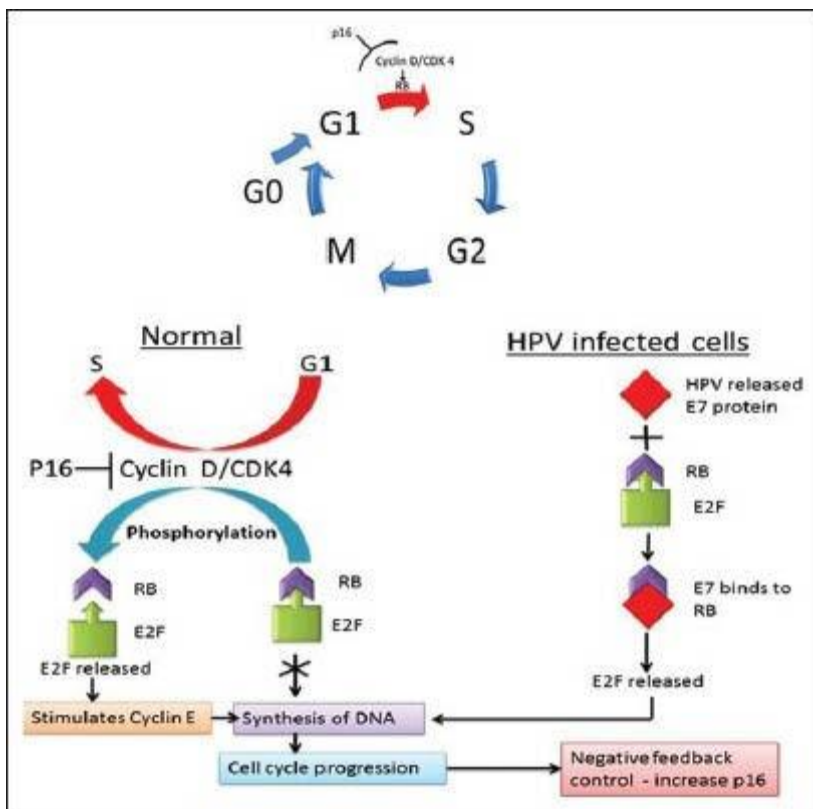 p16
Cyclin D/CDK 4
RB
G1
S
G0
M
G2
Normal
S
G1
P16
Cyclin D/CDK4
Phosphorylation
RB
E2F
RB
E2F
E2F released
Stimulates Cyclin E
Synthesis of DNA
Cell cycle progression
HPV infected cells
HPV released
E7 protein
RB
E2F
E7 binds to
RB
E2F released
Negative feedback
control - increase p16